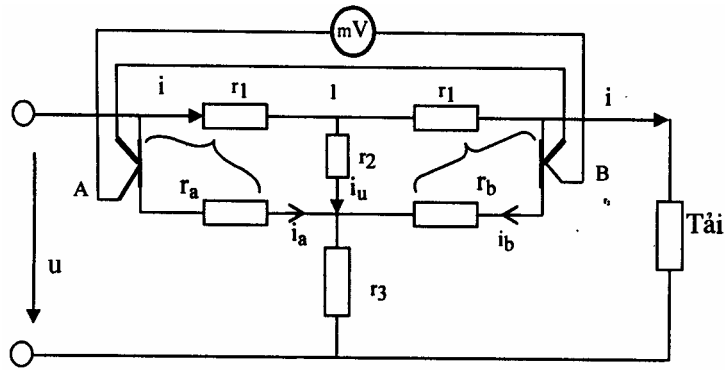 mV
i r1 1 r1 i
r2
A ra iu rb B
ia ib Tải
u r3